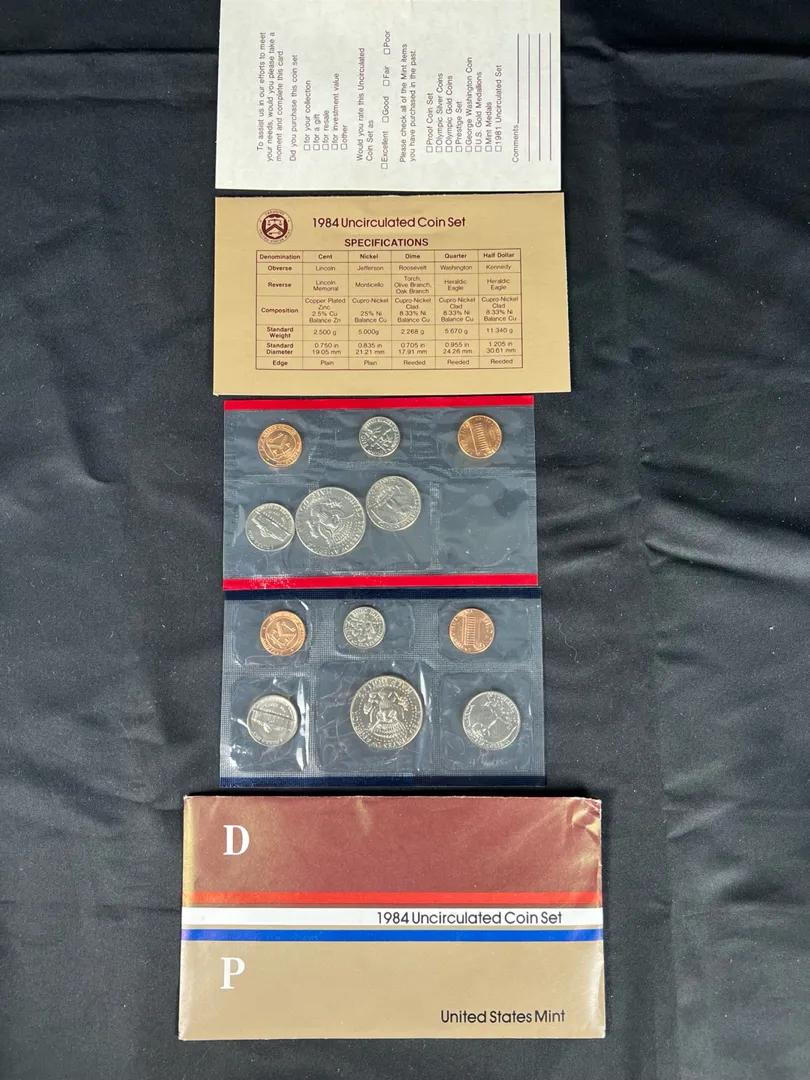 To assist us in our efforts to meet
your needs, would you please take a
moment and complete this card.
Did you purchase this coin set
☐ for your collection
☐ for a gift
☐ for resale
☐ for investment value
☐ other
Would you rate this Uncirculated
Coin Set as
☐ Excellent ☐ Good ☐ Fair ☐ Poor
Please check all of the Mint items
you have purchased in the past.
☐ Proof Coin Set
☐ Olympic Silver Coins
☐ Olympic Gold Coins
☐ Prestige Set
☐ George Washington Coin
☐ U.S. Gold Medallions
☐ Mint Medals
☐ 1981 Uncirculated Set
Comments
1984 Uncirculated Coin Set
SPECIFICATIONS
Denomination Cent Nickel Dime Quarter Half Dollar
Obverse Lincoln Jefferson Roosevelt Washington Kennedy
Reverse Lincoln Memorial Monticello Torch, Olive Branch, Oak Branch Heraldic Eagle Heraldic Eagle
Composition Copper Plated Zinc 2.5% Cu Balance Zn Cupro-Nickel 25% Ni Balance Cu Cupro-Nickel Clad 8.33% Ni Balance Cu Cupro-Nickel Clad 8.33% Ni Balance Cu Cupro-Nickel Clad 8.33% Ni Balance Cu
Standard Weight 2.500 g 5.000g 2.268 g 5.670 g 11.340 g
Standard Diameter 0.750 in 19.05 mm 0.835 in 21.21 mm 0.705 in 17.91 mm 0.955 in 24.26 mm 1.205 in 30.61 mm
Edge Plain Plain Reeded Reeded Reeded
D
1984 Uncirculated Coin Set
P
United States Mint